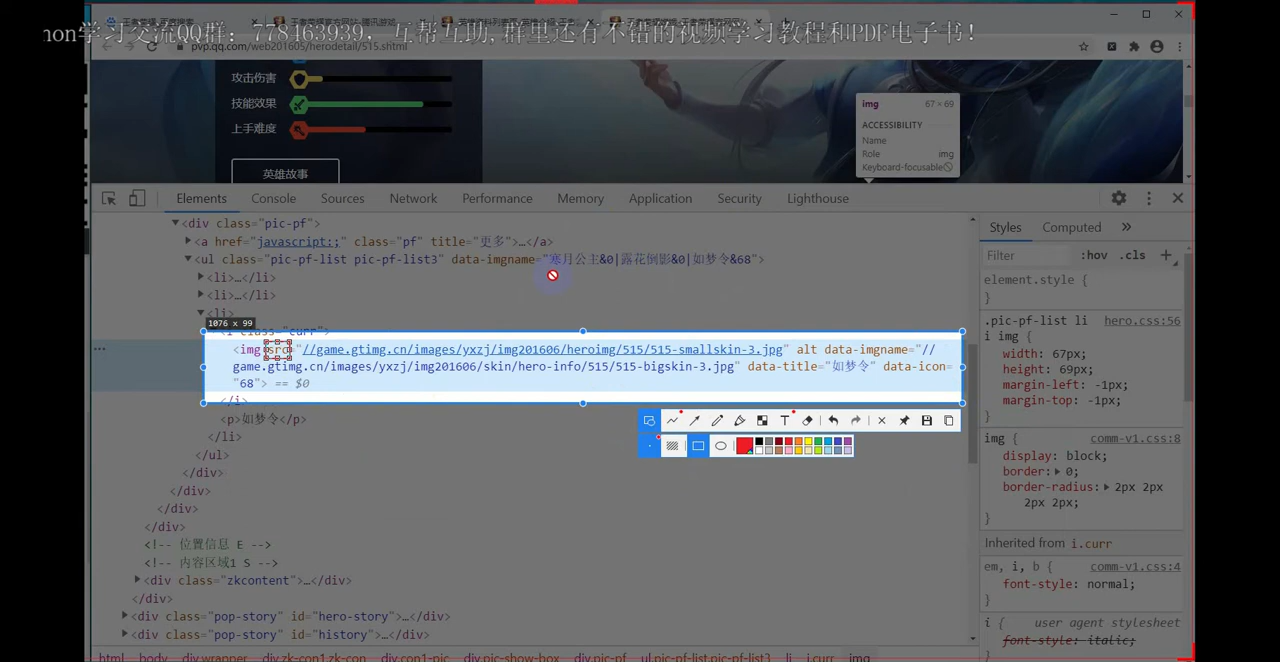 non学习交流QQ群：778463939，互帮互助,群里还有不错的视频学习教程和PDF电子书!
pvp.qq.com/web201605/herodetail/515.shtml
攻击伤害
技能效果
上手难度
英雄故事
img 67 × 69
ACCESSIBILITY
Name
Role img
Keyboard-focusable
Elements Console Sources Network Performance Memory Application Security Lighthouse
<div class="pic-pf">
<a href="javascript:;" class="pf" title="更多">…</a>
<ul class="pic-pf-list pic-pf-list3" data-imgname="寒月公主&0|露花倒影&0|如梦令&68">
<li>…</li>
<li>…</li>
<li>
1076 x 99
<i class="curr">
<img src="//game.gtimg.cn/images/yxzj/img201606/heroimg/515/515-smallskin-3.jpg" alt data-imgname="//
game.gtimg.cn/images/yxzj/img201606/skin/hero-info/515/515-bigskin-3.jpg" data-title="如梦令" data-icon=
"68"> == $0
</i>
<p>如梦令</p>
</li>
</ul>
</div>
</div>
</div>
</div>
<!-- 位置信息 E -->
<!-- 内容区域1 S -->
<div class="zkcontent">…</div>
</div>
<div class="pop-story" id="hero-story">…</div>
<div class="pop-story" id="history">…</div>
html body div.wrapper div.zk-con1.zk-con div.con1-pic div.pic-show-box div.pic-pf ul.pic-pf-list.pic-pf-list3 li i.curr img
Styles Computed »
Filter :hov .cls +
element.style {
}
.pic-pf-list li hero.css:56
i img {
width: 67px;
height: 69px;
margin-left: -1px;
margin-top: -1px;
}
img { comm-v1.css:8
display: block;
border: 0;
border-radius: 2px 2px
2px 2px;
}
Inherited from i.curr
em, i, b { comm-v1.css:4
font-style: normal;
}
i { user agent stylesheet
font-style: italic;